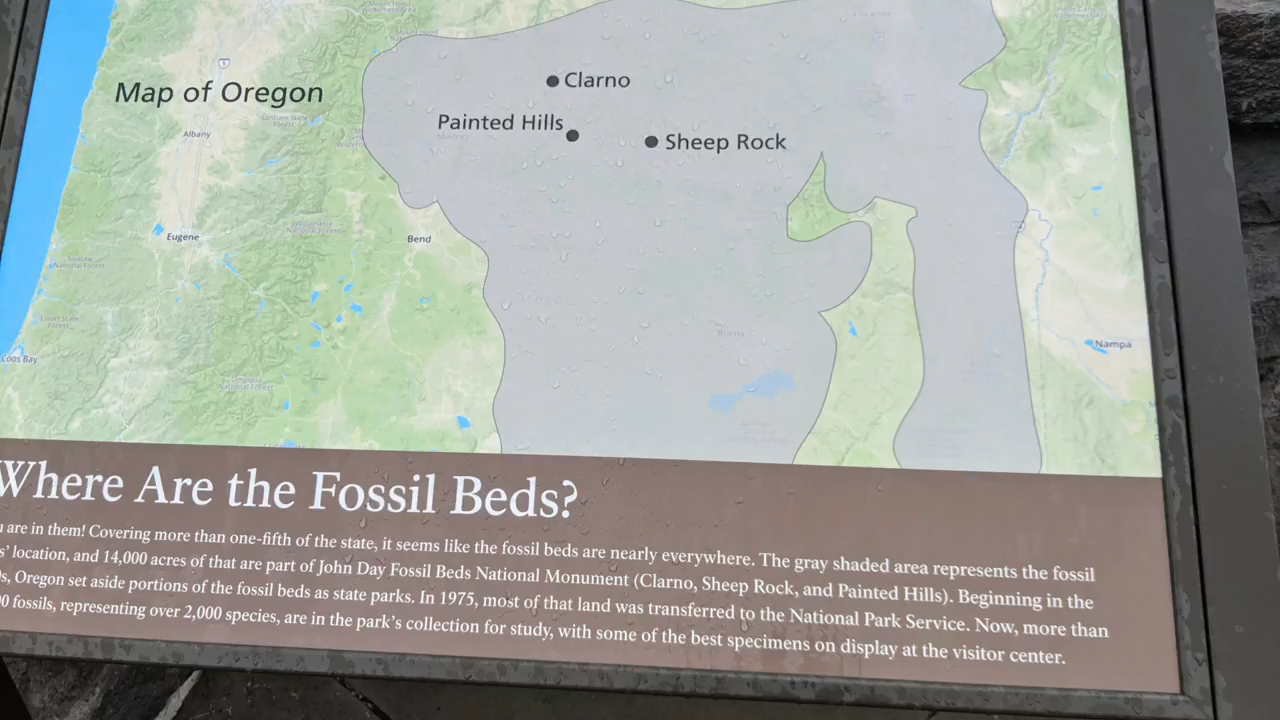 Clarno
Map of Oregon
Painted Hills
Sheep Rock
Albany
Eugene
Bend
Burns
Nampa
Coos Bay
Umpqua
National Forest
Where Are the Fossil Beds?
are in them! Covering more than one-fifth of the state, it seems like the fossil beds are nearly everywhere. The gray shaded area represents the fossil
location, and 14,000 acres of that are part of John Day Fossil Beds National Monument (Clarno, Sheep Rock, and Painted Hills). Beginning in the
Oregon set aside portions of the fossil beds as state parks. In 1975, most of that land was transferred to the National Park Service. Now, more than
fossils, representing over 2,000 species, are in the park's collection for study, with some of the best specimens on display at the visitor center.